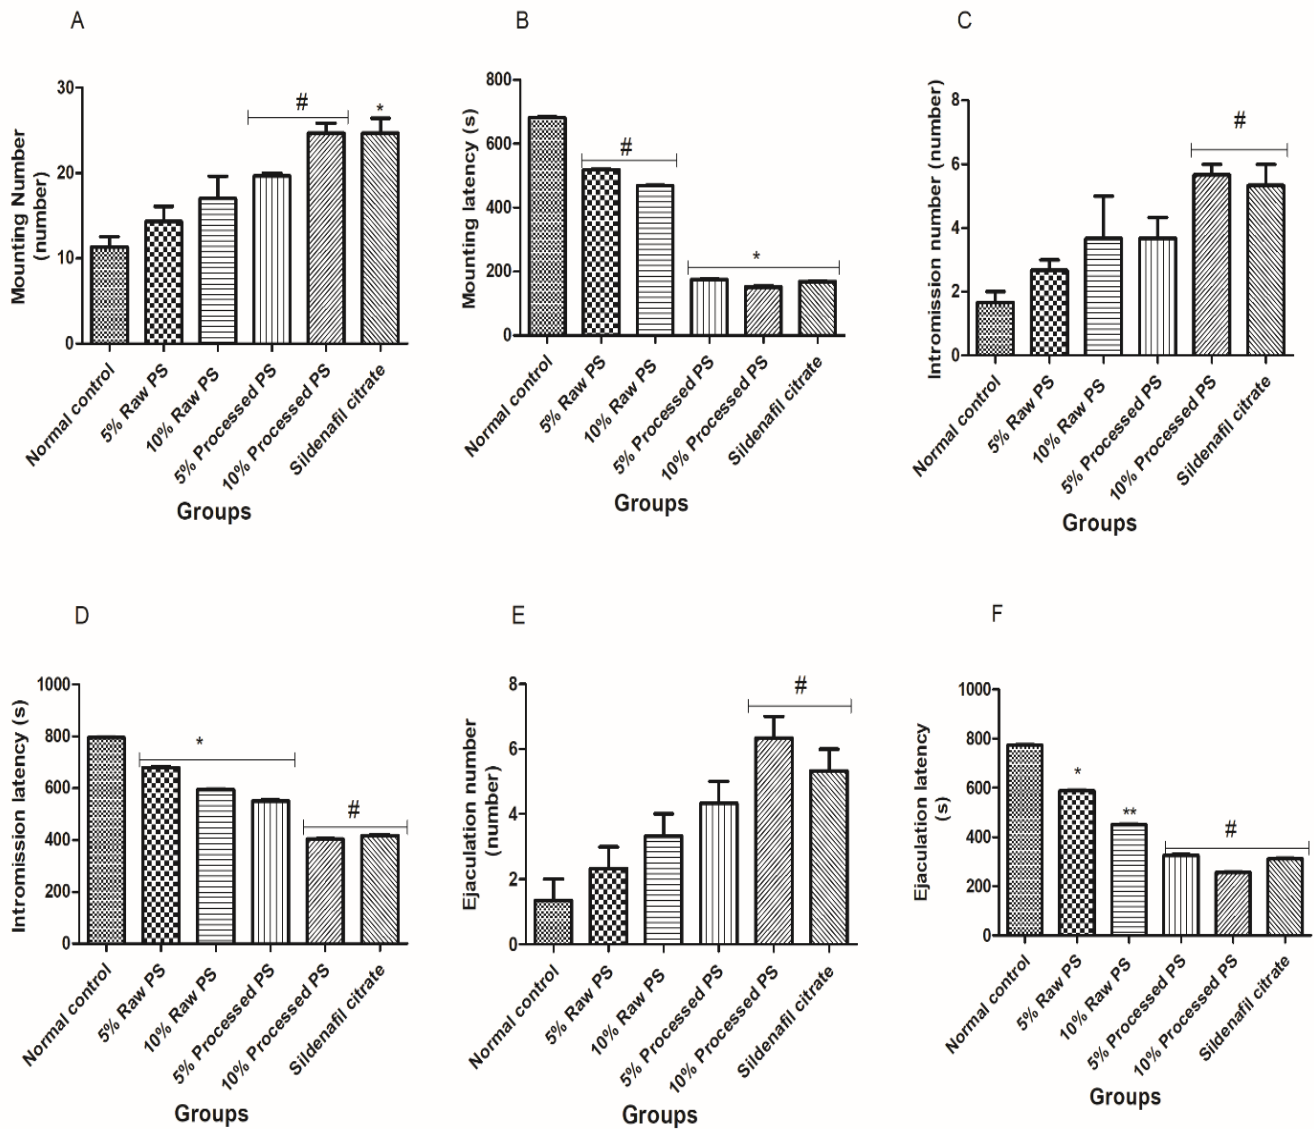 A
Mounting Number
(number)
30
20
10
0
#
*
Normal control
5% Raw PS
10% Raw PS
5% Processed PS
10% Processed PS
Sildenafil citrate
Groups
B
Mounting latency (s)
800
600
400
200
0
#
*
Normal control
5% Raw PS
10% Raw PS
5% Processed PS
10% Processed PS
Sildenafil citrate
Groups
C
Intromission number (number)
8
6
4
2
0
#
Normal control
5% Raw PS
10% Raw PS
5% Processed PS
10% Processed PS
Sildenafil citrate
Groups
D
Intromission latency (s)
1000
800
600
400
200
0
*
#
Normal control
5% Raw PS
10% Raw PS
5% Processed PS
10% Processed PS
Sildenafil citrate
Groups
E
Ejaculation number
(number)
8
6
4
2
0
#
Normal control
5% Raw PS
10% Raw PS
5% Processed PS
10% Processed PS
Sildenafil citrate
Groups
F
Ejaculation latency
(s)
1000
800
600
400
200
0
*
**
#
Normal control
5% Raw PS
10% Raw PS
5% Processed PS
10% Processed PS
Sildenafil citrate
Groups